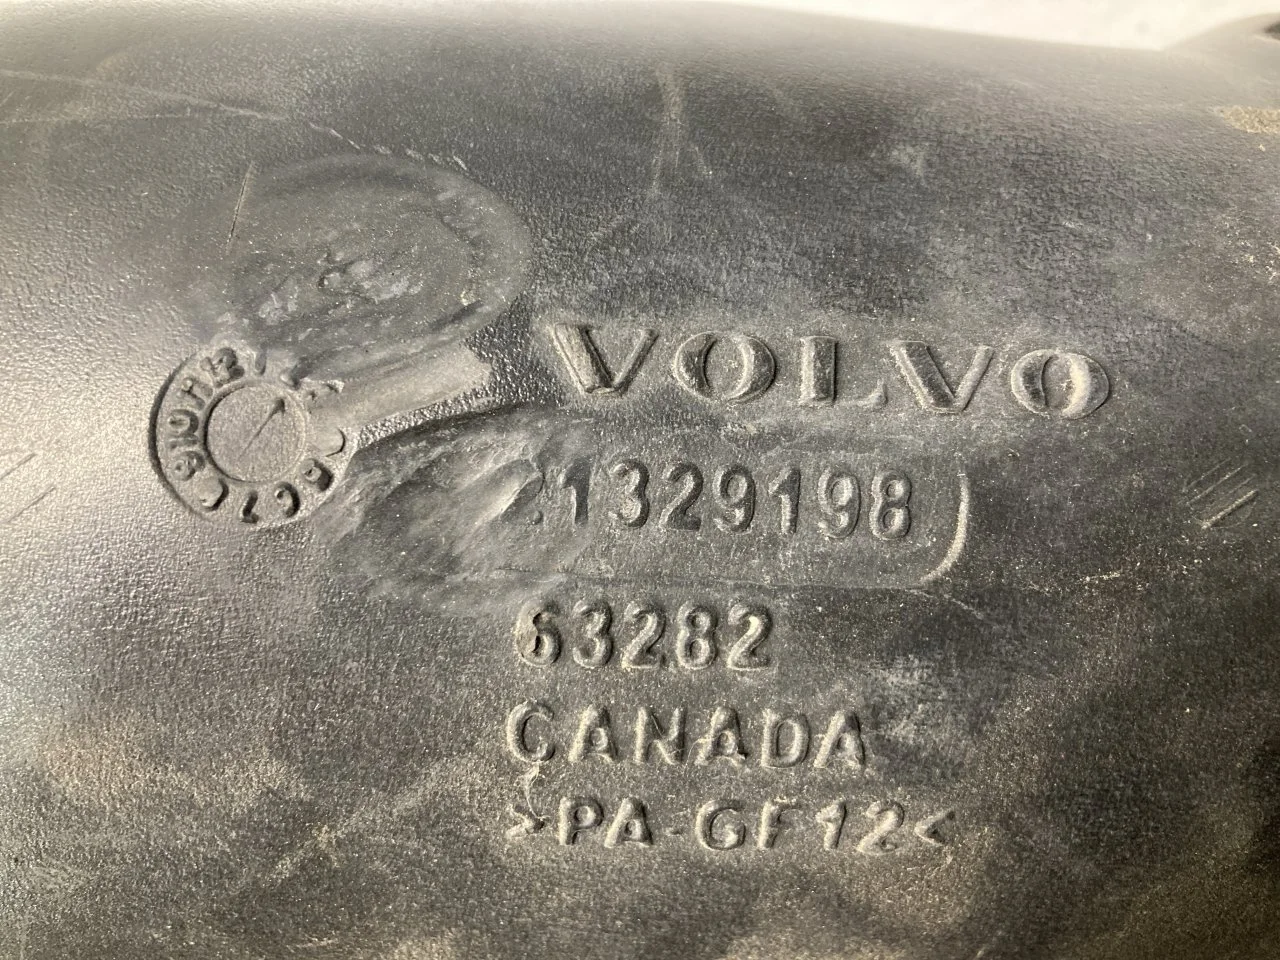 VOLVO
21329198
63282
CANADA
>PA-GF12<